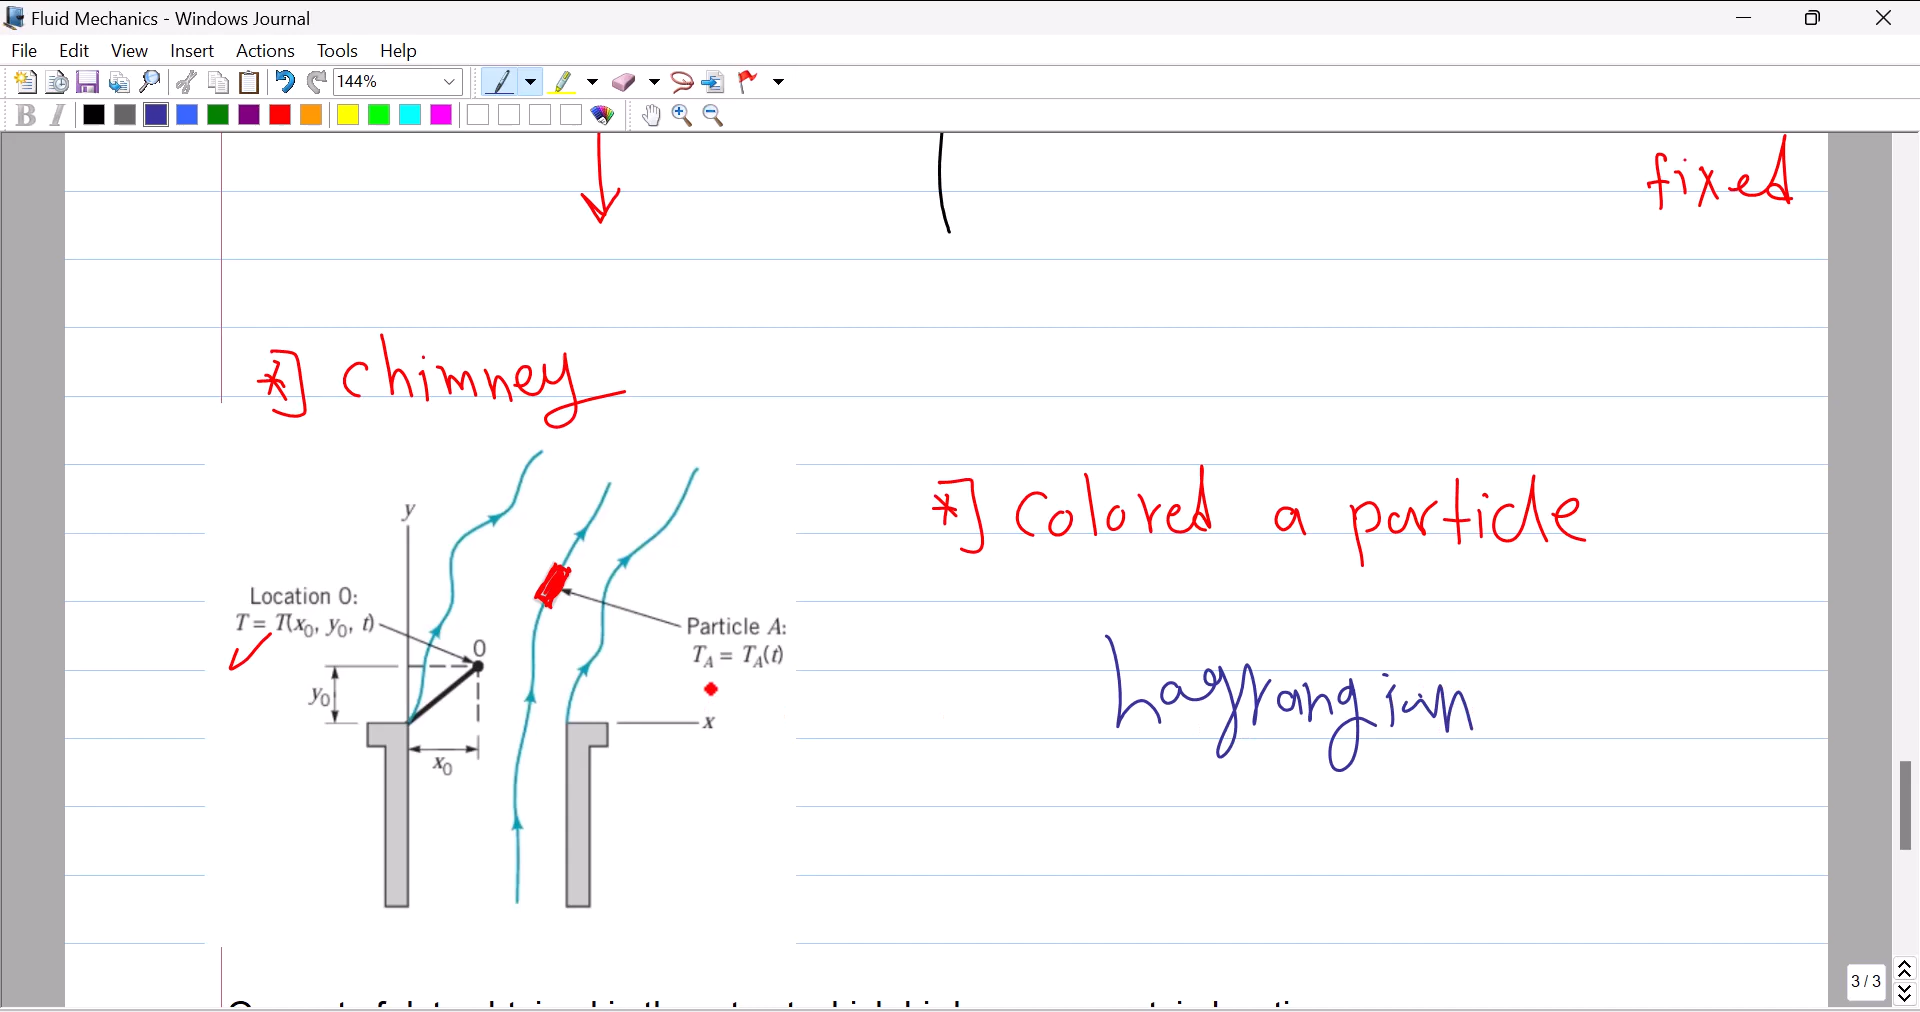 Fluid Mechanics - Windows Journal
File Edit View Insert Actions Tools Help
144%
B I
fixed
*] chimney
*] Colored a particle
y
Location 0:
T = T(x0, y0, t)
0
Particle A:
TA = TA(t)
y0
x
x0
Lagrangian
3 / 3